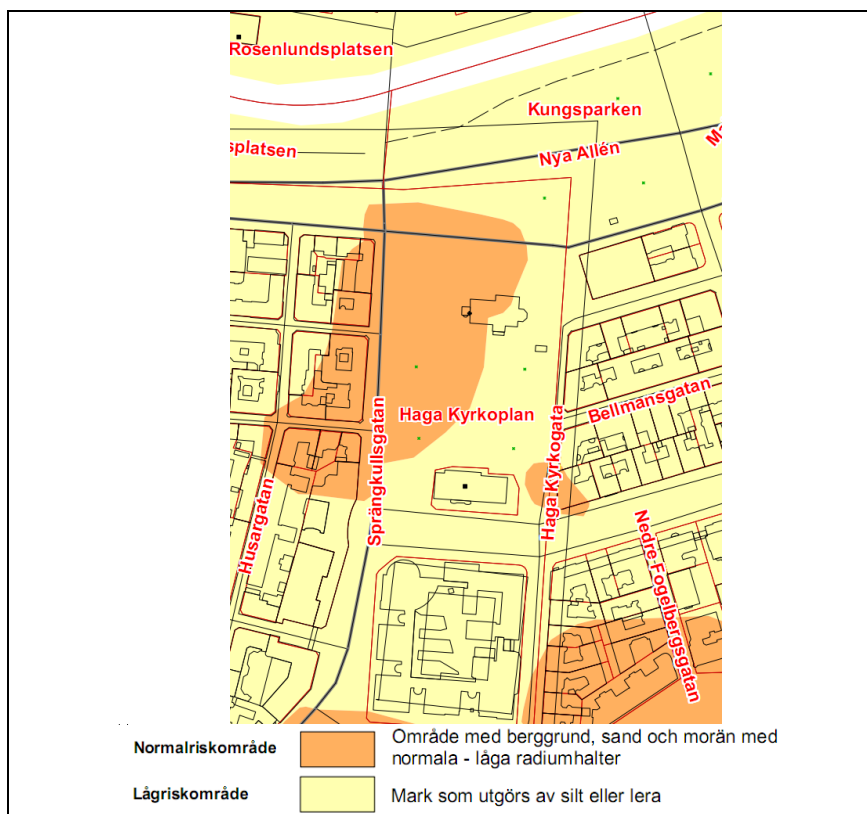 Rosenlundsplatsen
Kungsparken
splatsen
Nya Allén
Ma
Haga Kyrkoplan
Bellmansgatan
Sprängkullsgatan
Haga Kyrkogata
Husargatan
Nedre Fogelbergsgatan
Normalriskområde
Område med berggrund, sand och morän med
normala - låga radiumhalter
Lågriskområde
Mark som utgörs av silt eller lera